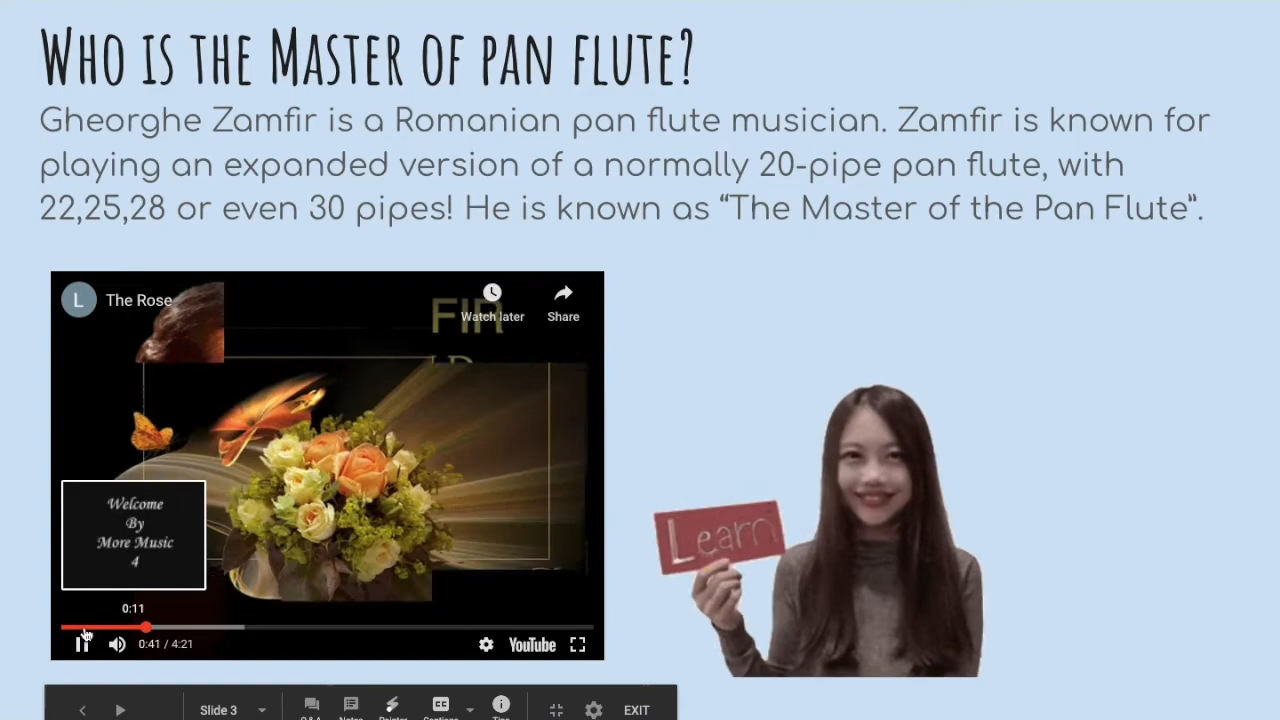 Who is the Master of pan flute?
Gheorghe Zamfir is a Romanian pan flute musician. Zamfir is known for
playing an expanded version of a normally 20-pipe pan flute, with
22,25,28 or even 30 pipes! He is known as “The Master of the Pan Flute”.
L The Rose
FIR
Watch later Share
Welcome
By
More Music
4
Learn
0:11
0:41 / 4:21 YouTube
Slide 3 CC EXIT